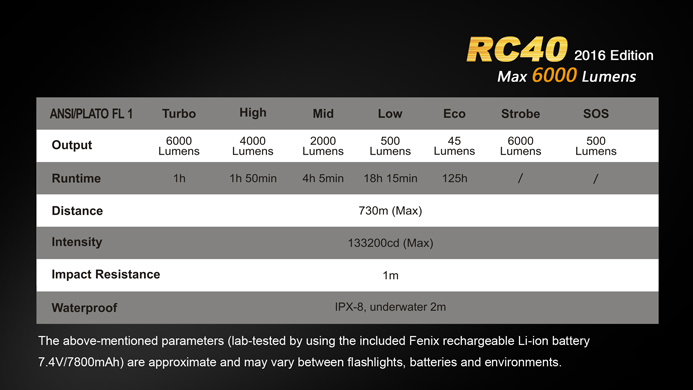 RC40 2016 Edition
Max 6000 Lumens
ANSI/PLATO FL 1 Turbo High Mid Low Eco Strobe SOS
Output 6000 Lumens 4000 Lumens 2000 Lumens 500 Lumens 45 Lumens 6000 Lumens 500 Lumens
Runtime 1h 1h 50min 4h 5min 18h 15min 125h / /
Distance 730m (Max)
Intensity 133200cd (Max)
Impact Resistance 1m
Waterproof IPX-8, underwater 2m
The above-mentioned parameters (lab-tested by using the included Fenix rechargeable Li-ion battery
7.4V/7800mAh) are approximate and may vary between flashlights, batteries and environments.